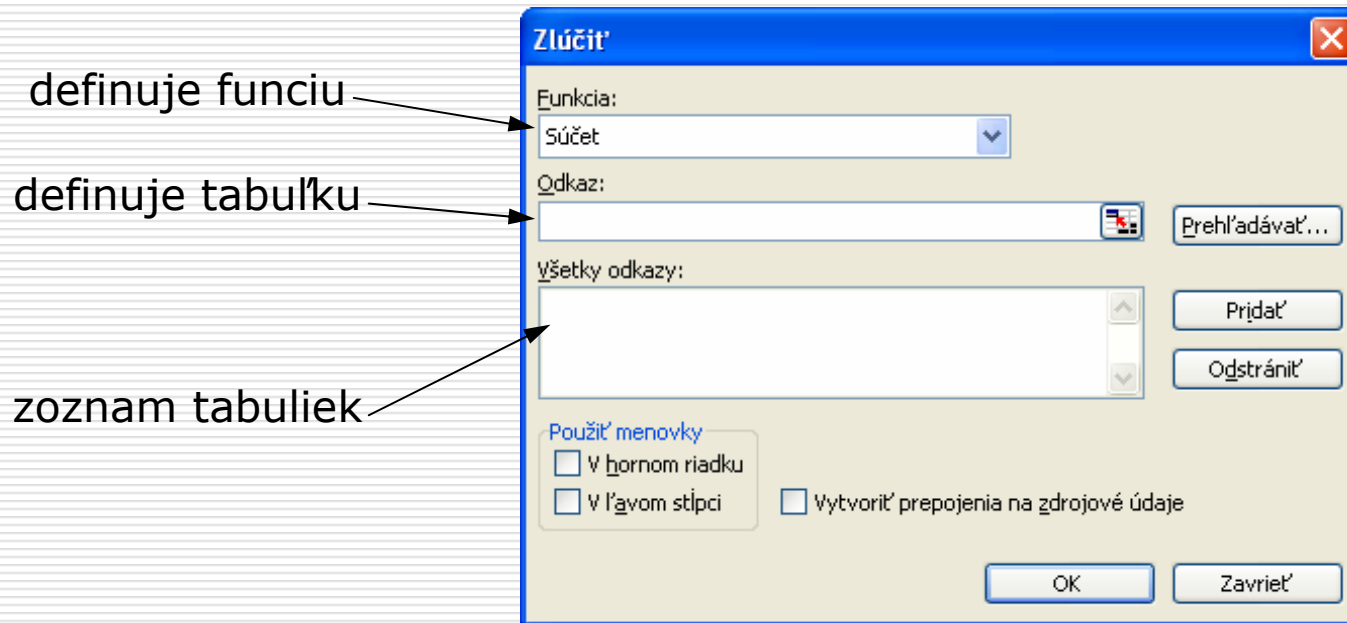 Zlúčiť
definuje funciu
Funkcia:
Súčet
definuje tabuľku
Odkaz:
Prehľadávať...
Všetky odkazy:
Pridať
Odstrániť
zoznam tabuliek
Použiť menovky
V hornom riadku
V ľavom stĺpci
Vytvoriť prepojenia na zdrojové údaje
OK
Zavrieť